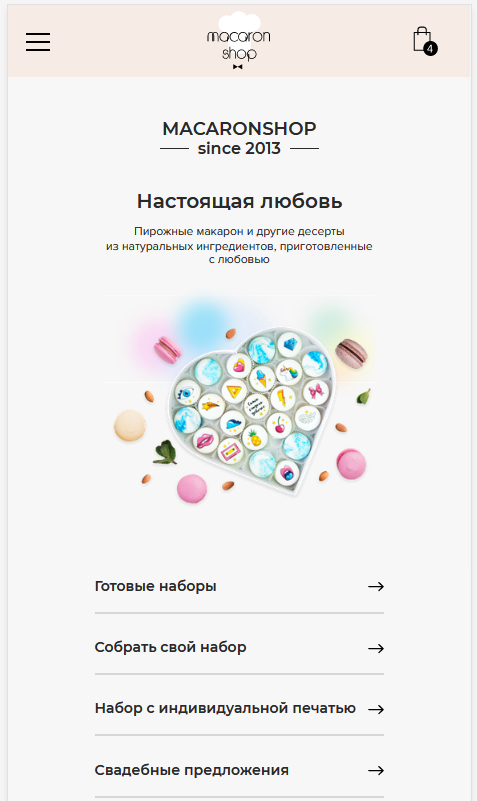 macaron
shop
4
MACARONSHOP
since 2013
Настоящая любовь
Пирожные макарон и другие десерты
из натуральных ингредиентов, приготовленные
с любовью
Готовые наборы
Собрать свой набор
Набор с индивидуальной печатью
Свадебные предложения